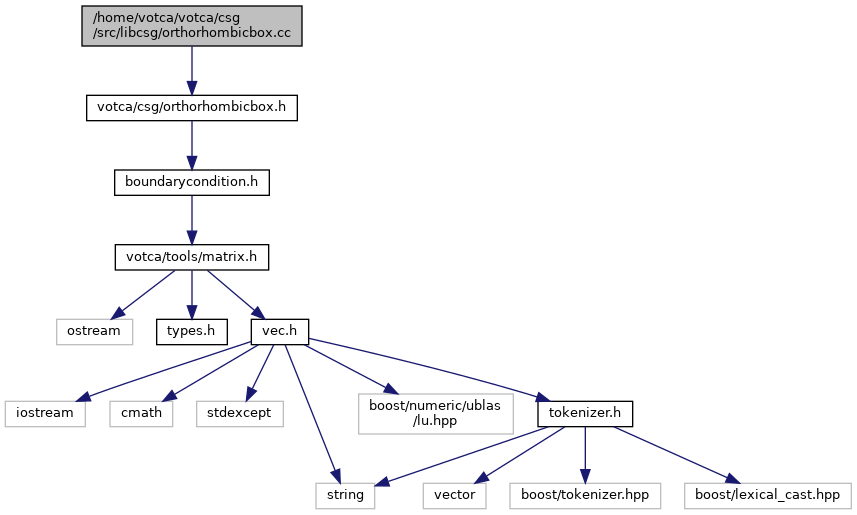 /home/votca/votca/csg
/src/libcsg/orthorhombicbox.cc
votca/csg/orthorhombicbox.h
boundarycondition.h
votca/tools/matrix.h
ostream
types.h
vec.h
iostream
cmath
stdexcept
boost/numeric/ublas
/lu.hpp
tokenizer.h
string
vector
boost/tokenizer.hpp
boost/lexical_cast.hpp